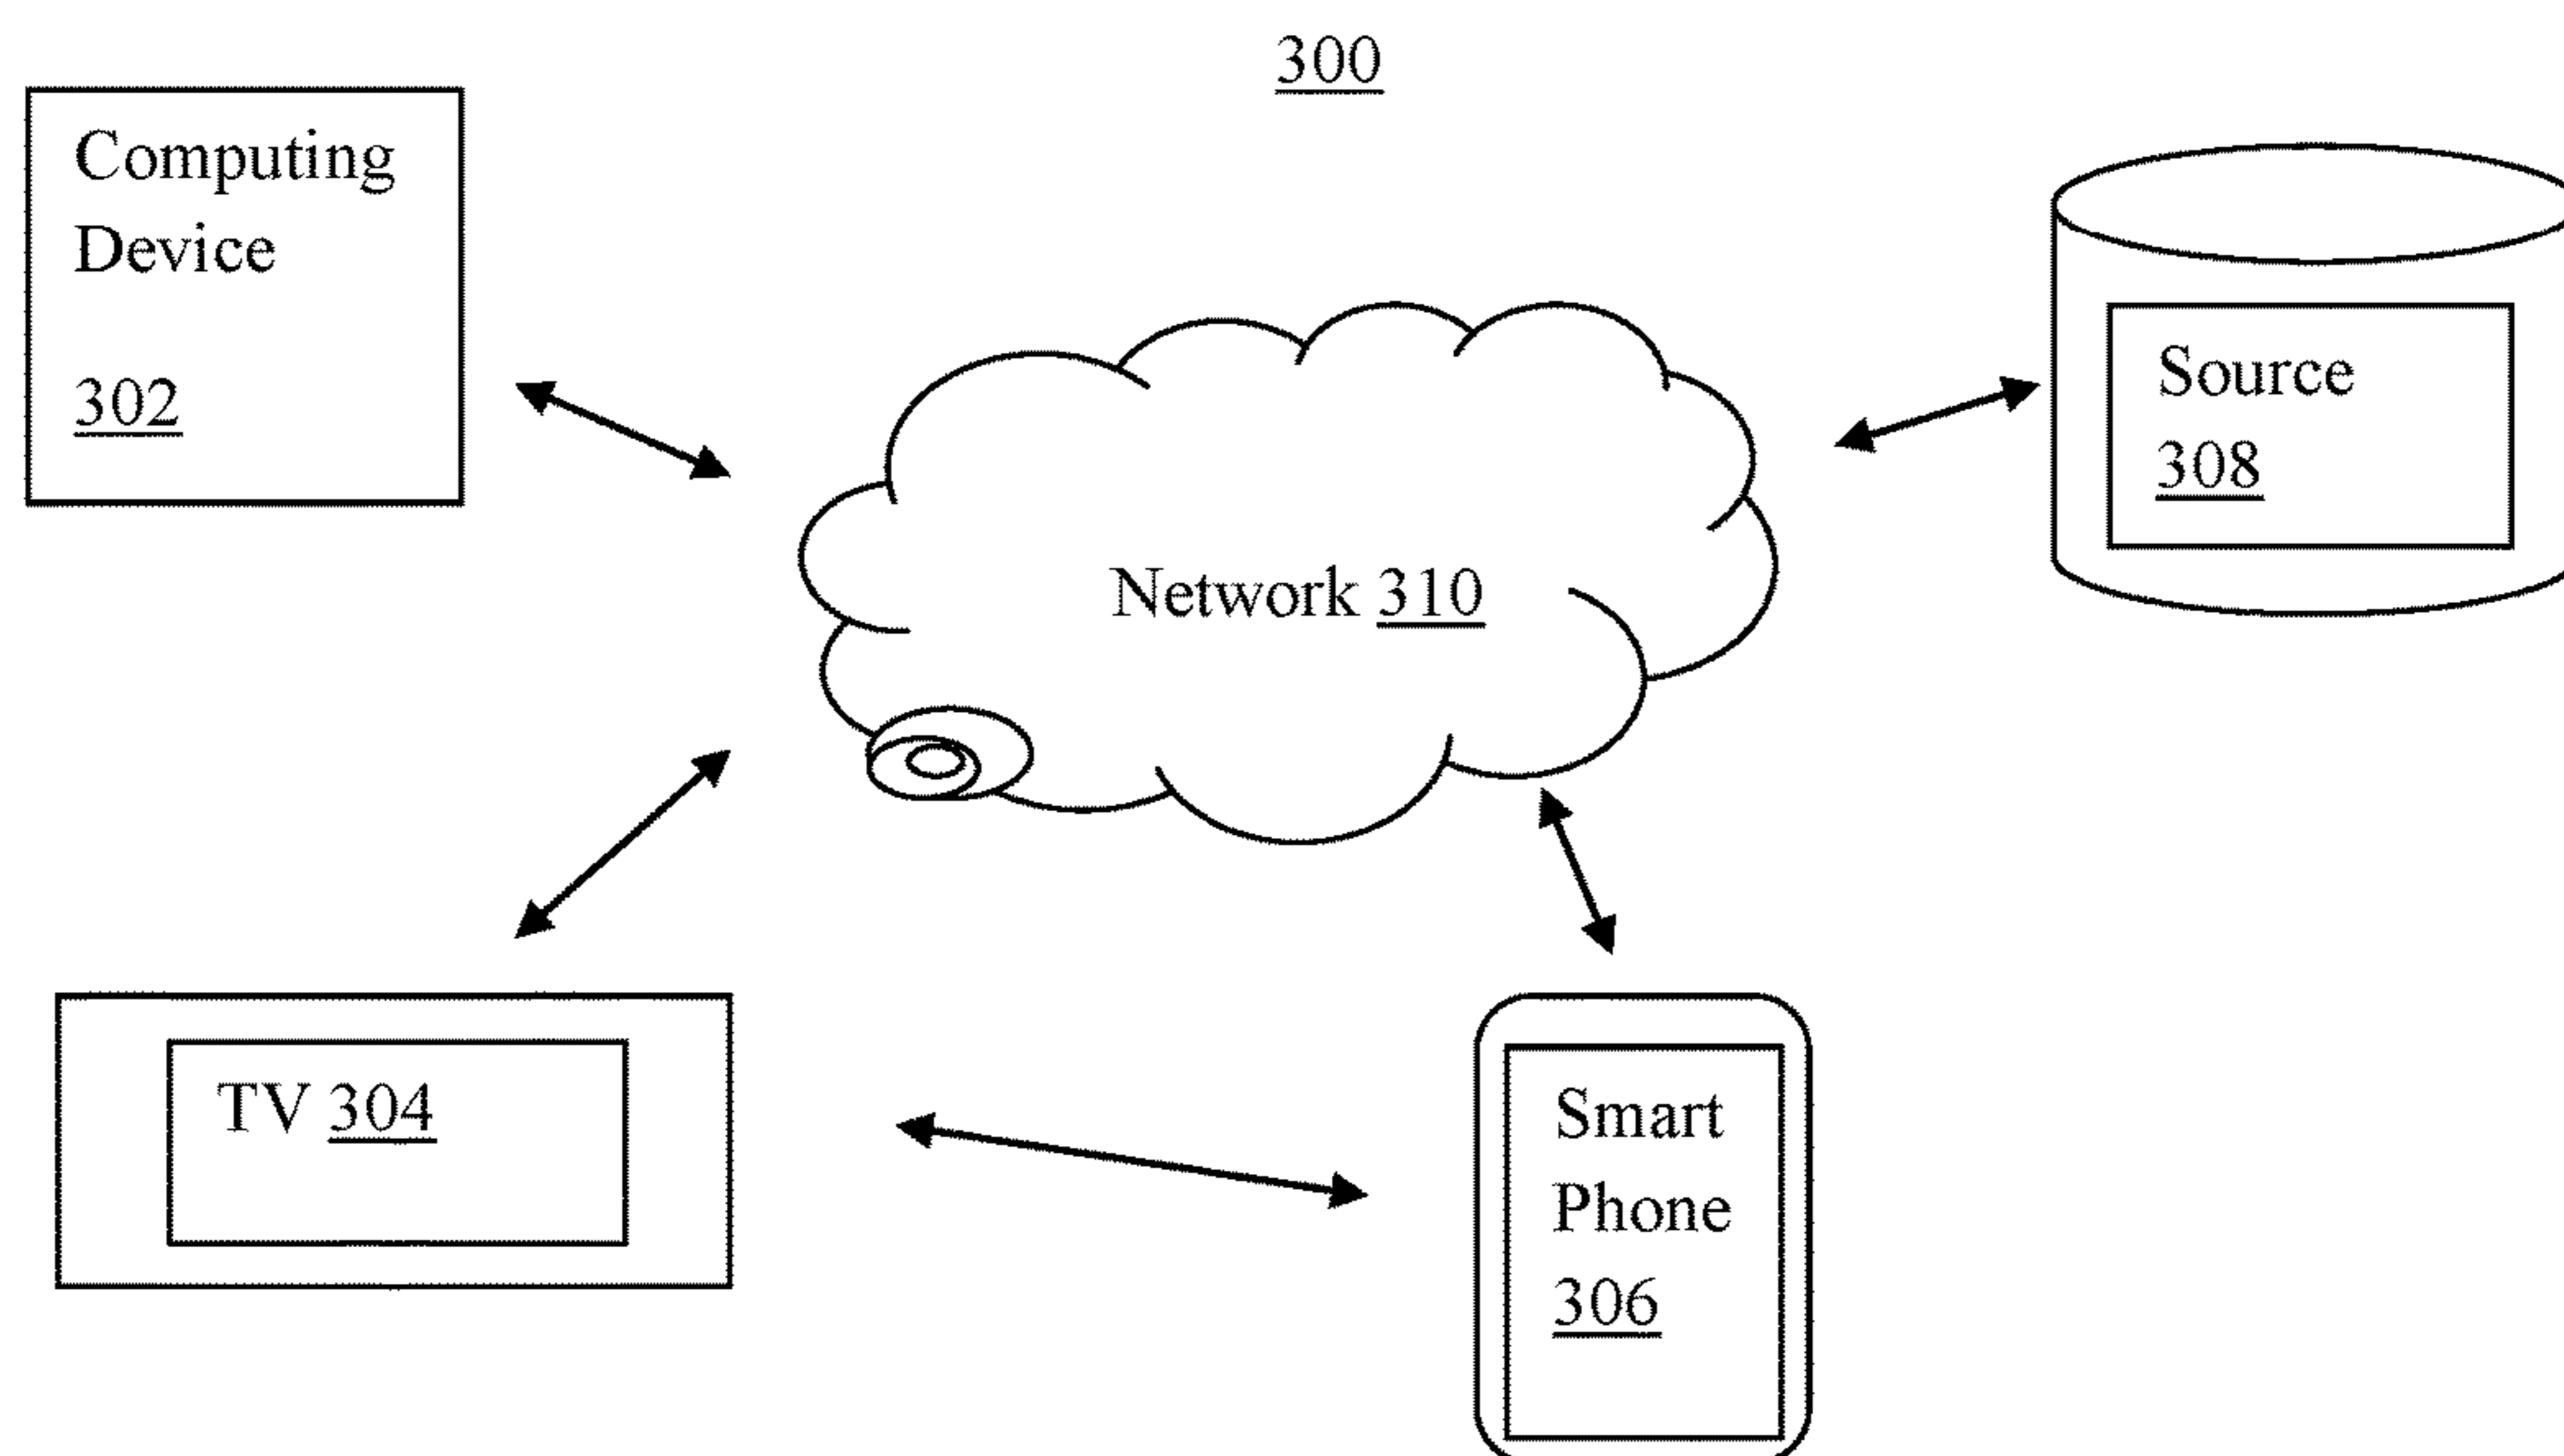 300
Computing
Device
302
Source
308
Network 310
TV 304
Smart
Phone
306